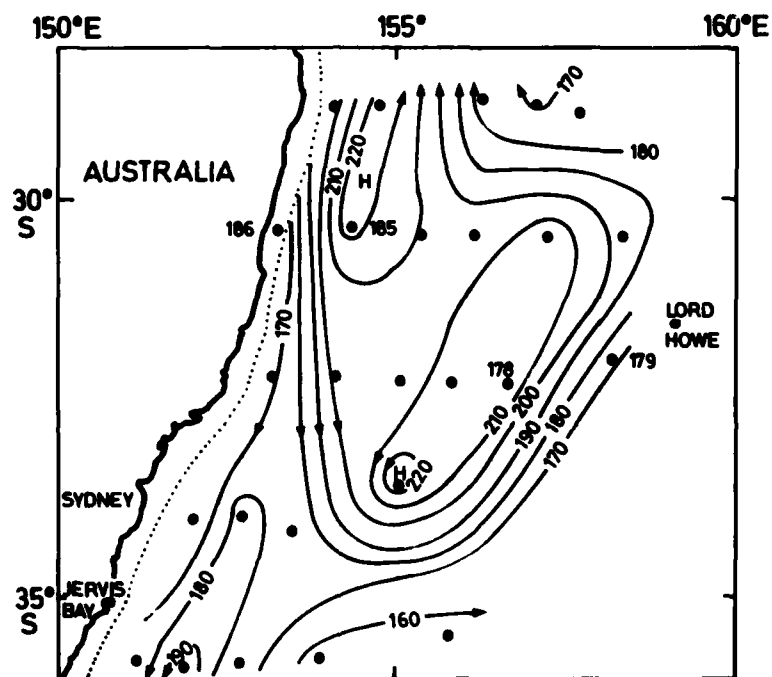 150°E 155° 160°E
170
AUSTRALIA
220
210
H
180
30°
S
186
185
170
LORD
HOWE
178
179
210
200
190
180
170
H
220
SYDNEY
JERVIS
BAY
180
35°
S
160
190